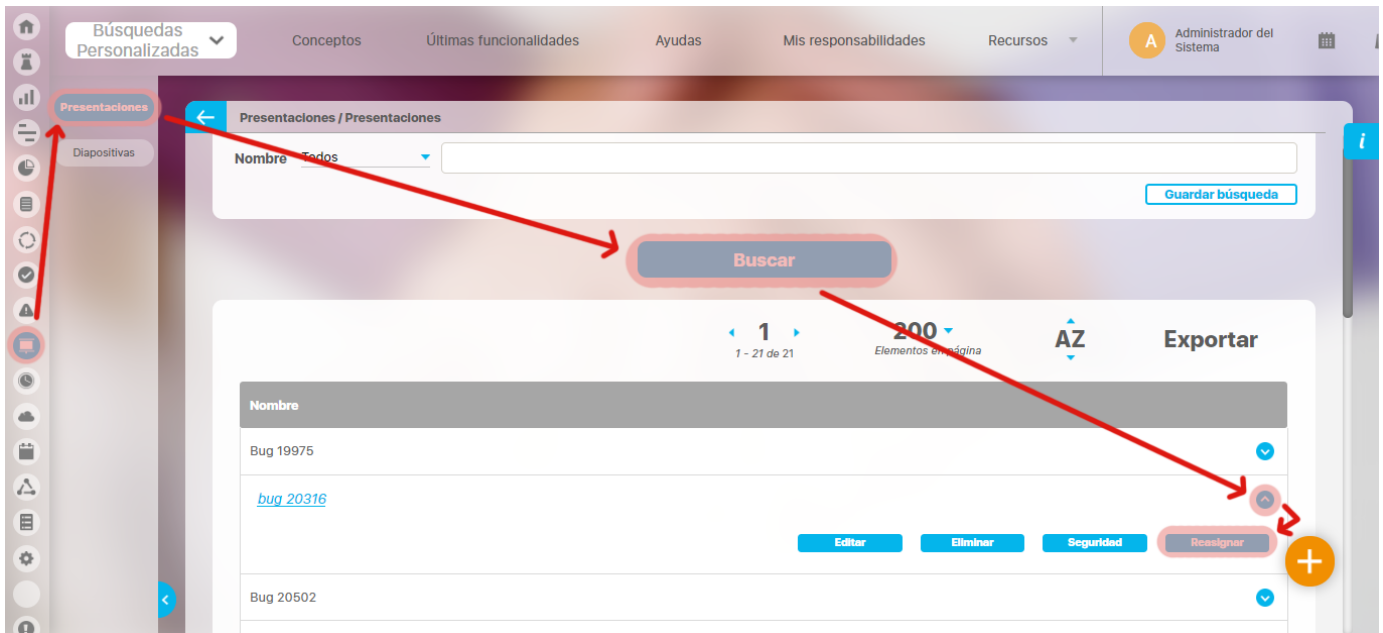 Búsquedas
Personalizadas
Conceptos
Últimas funcionalidades
Ayudas
Mis responsabilidades
Recursos
A
Administrador del
Sistema
Presentaciones
Diapositivas
Presentaciones / Presentaciones
i
Nombre Todos
Guardar búsqueda
Buscar
1
1 - 21 de 21
200
Elementos en página
AZ
Exportar
Nombre
Bug 19975
bug 20316
Editar
Eliminar
Seguridad
Reasignar
+
Bug 20502